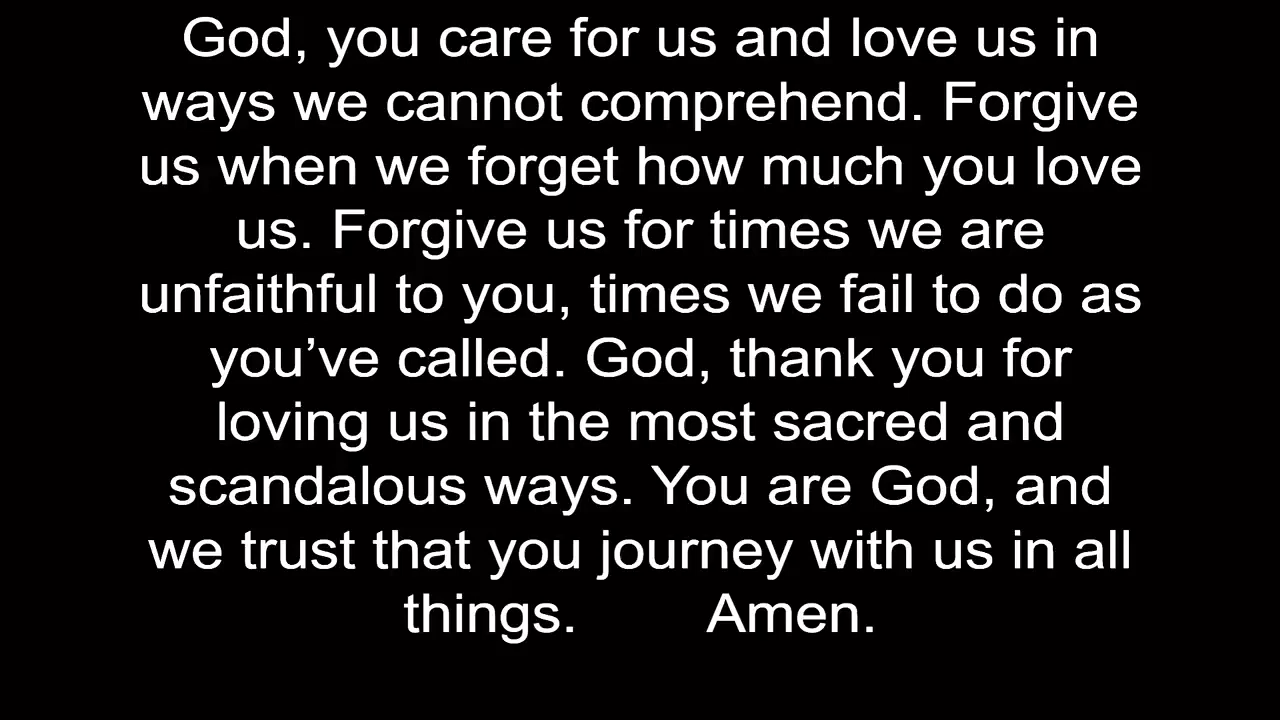 God, you care for us and love us in
ways we cannot comprehend. Forgive
us when we forget how much you love
us. Forgive us for times we are
unfaithful to you, times we fail to do as
you’ve called. God, thank you for
loving us in the most sacred and
scandalous ways. You are God, and
we trust that you journey with us in all
things. Amen.